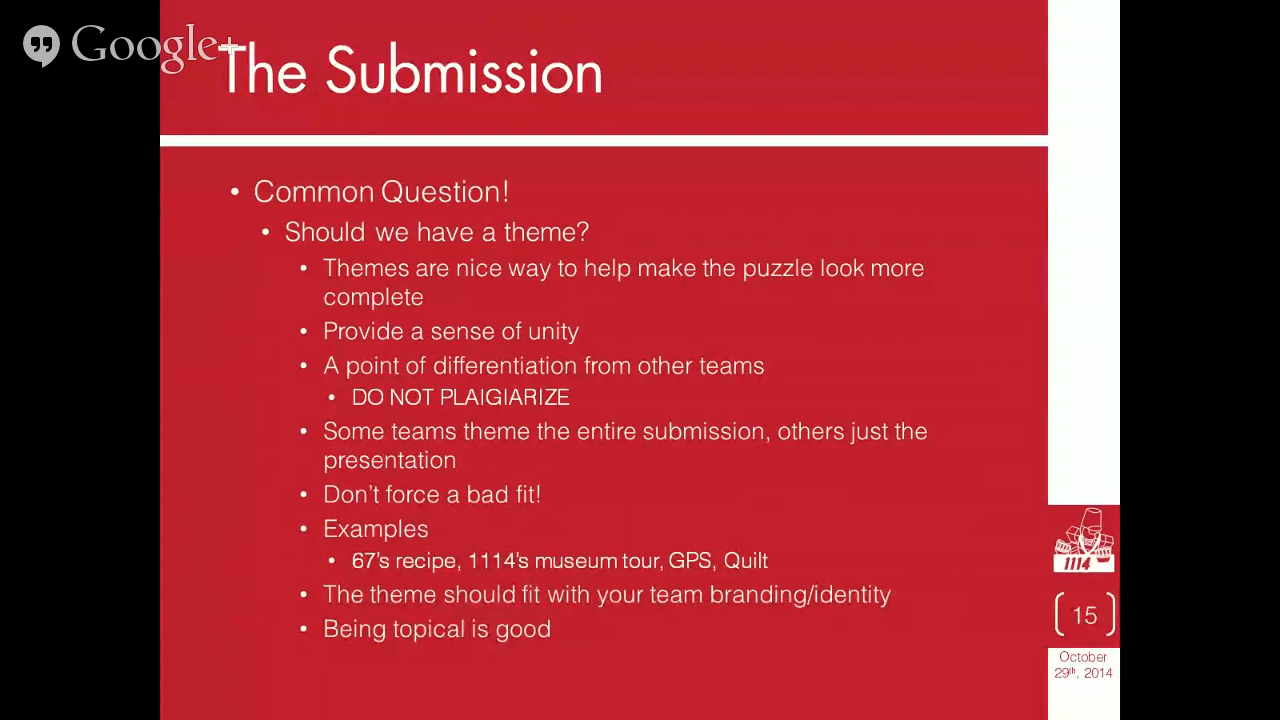 Google+
The Submission
• Common Question!
• Should we have a theme?
• Themes are nice way to help make the puzzle look more
complete
• Provide a sense of unity
• A point of differentiation from other teams
• DO NOT PLAIGIARIZE
• Some teams theme the entire submission, others just the
presentation
• Don't force a bad fit!
• Examples
• 67's recipe, 1114's museum tour, GPS, Quilt
• The theme should fit with your team branding/identity
• Being topical is good
1114
15
October
29th, 2014